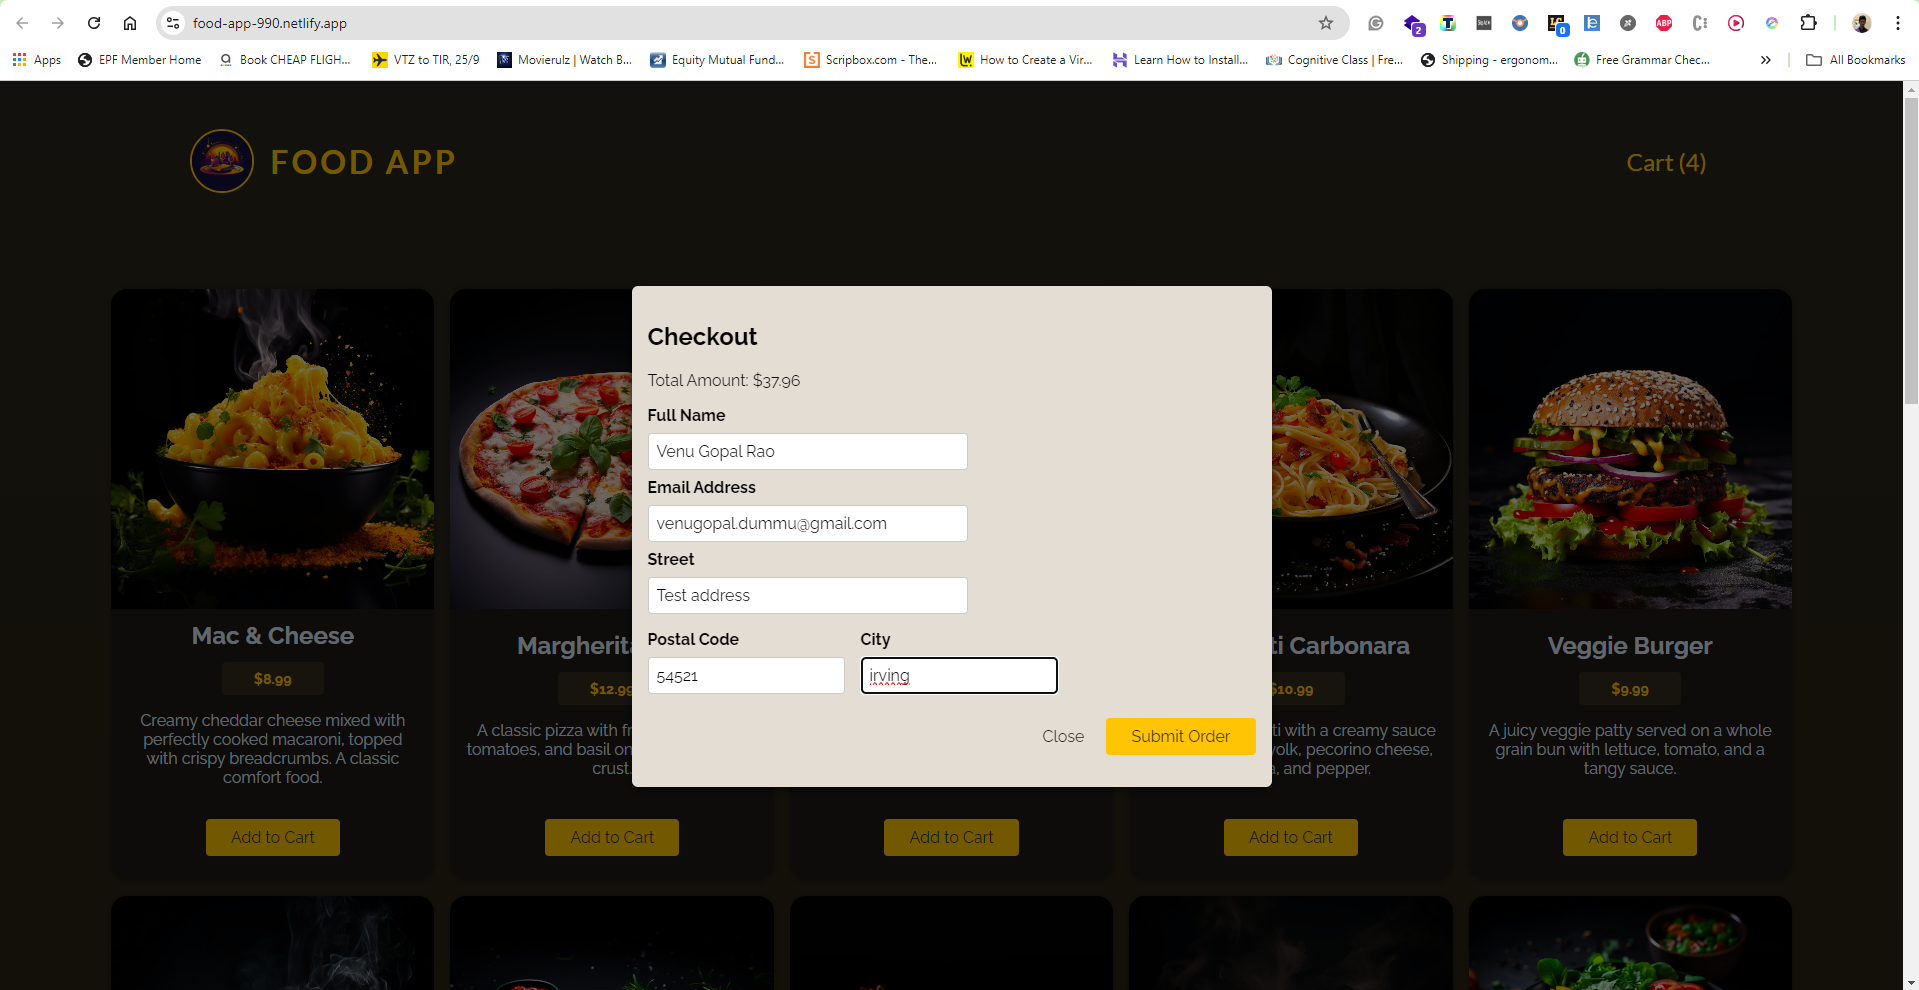 food-app-990.netlify.app
2
0
ABP
Apps
EPF Member Home
Book CHEAP FLIGH...
VTZ to TIR, 25/9
Movierulz | Watch B...
Equity Mutual Fund...
Scripbox.com - The...
How to Create a Vir...
Learn How to Install...
Cognitive Class | Fre...
Shipping - ergonom...
Free Grammar Chec...
All Bookmarks
FOOD APP
Cart (4)
Checkout
Total Amount: $37.96
Full Name
Venu Gopal Rao
Email Address
venugopal.dummu@gmail.com
Street
Test address
Postal Code
City
54521
irving
Close
Submit Order
Mac & Cheese
$8.99
Creamy cheddar cheese mixed with
perfectly cooked macaroni, topped
with crispy breadcrumbs. A classic
comfort food.
Add to Cart
Margherit
$12.99
A classic pizza with fr
tomatoes, and basil on
crust.
Add to Cart
Add to Cart
ti Carbonara
$10.99
ti with a creamy sauce
olk, pecorino cheese,
, and pepper.
Add to Cart
Veggie Burger
$9.99
A juicy veggie patty served on a whole
grain bun with lettuce, tomato, and a
tangy sauce.
Add to Cart